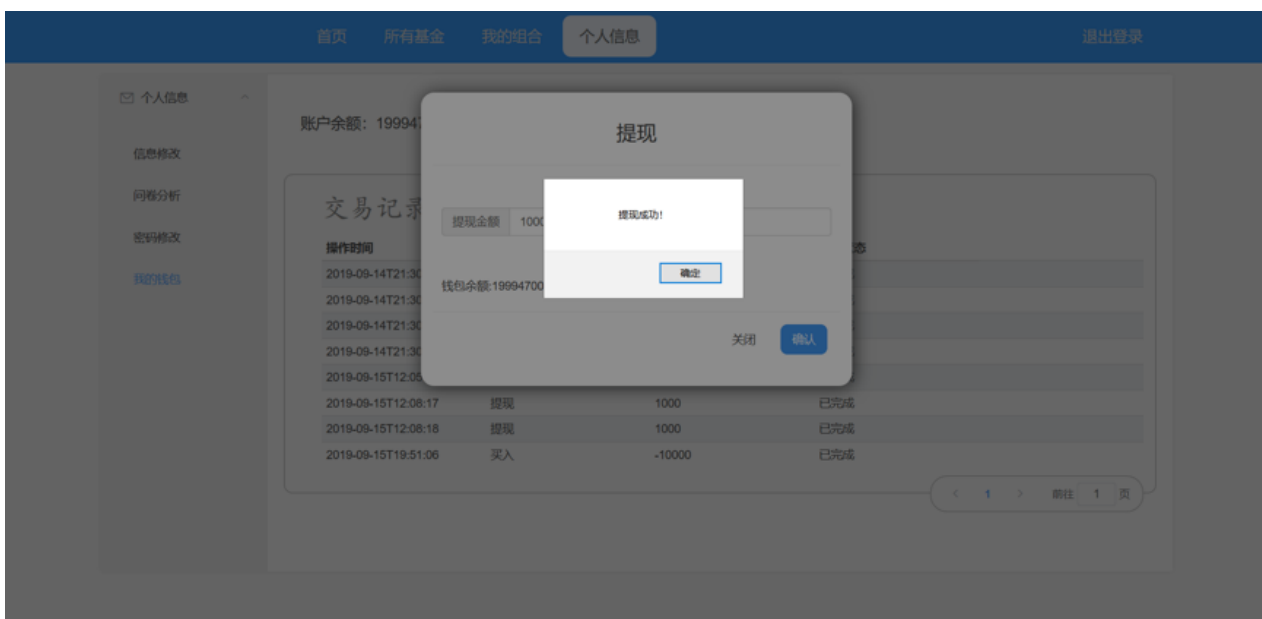 首页 所有基金 我的组合 个人信息 退出登录
个人信息
信息修改
问卷分析
密码修改
我的钱包
账户余额：19994
提现
交易记录
提现金额 1000
提现成功！
确定
钱包余额:19994700
关闭 确认
操作时间 态
2019-09-14T21:30
2019-09-14T21:30
2019-09-14T21:30
2019-09-14T21:30
2019-09-15T12:05
2019-09-15T12:08:17 提现 1000 已完成
2019-09-15T12:08:18 提现 1000 已完成
2019-09-15T19:51:06 买入 -10000 已完成
< 1 > 前往 1 页